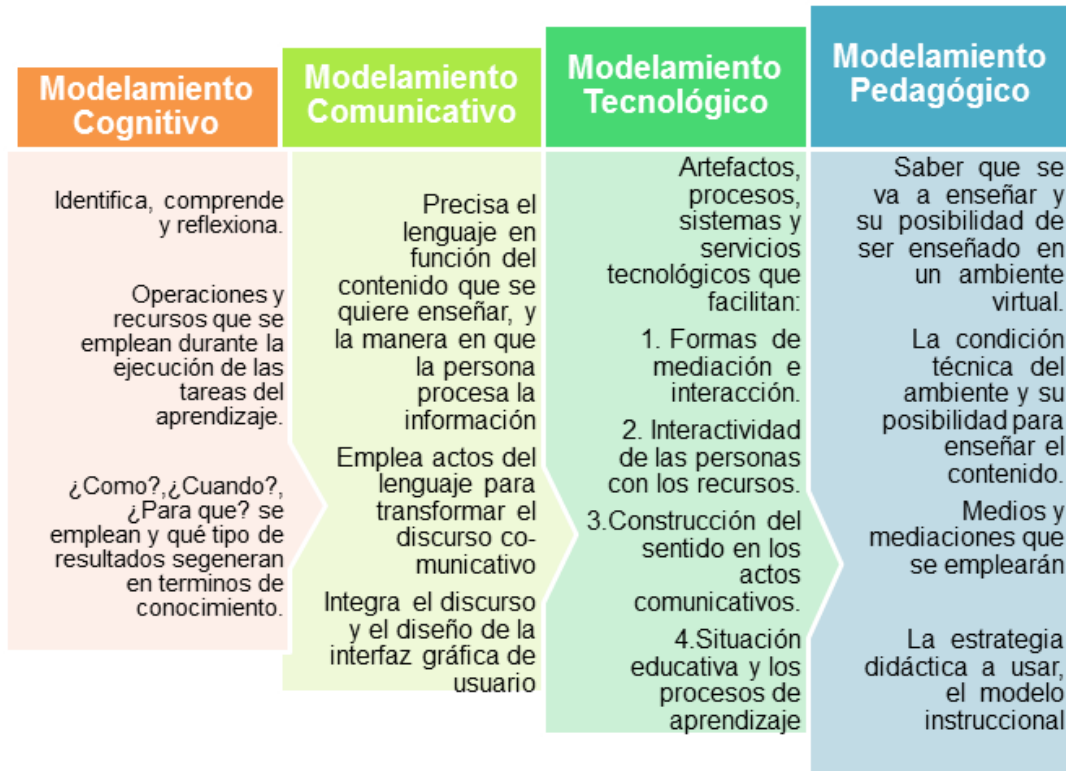 Modelamiento
Cognitivo
Identifica, comprende
y reflexiona.
Operaciones y
recursos que se
emplean durante la
ejecución de las
tareas del
aprendizaje.
¿Como?,¿Cuando?,
¿Para que? se
emplean y qué tipo de
resultados segeneran
en terminos de
conocimiento.
Modelamiento
Comunicativo
Precisa el
lenguaje en
función del
contenido que se
quiere enseñar, y
la manera en que
la persona
procesa la
información
Emplea actos del
lenguaje para
transformar el
discurso co-
municativo
Integra el discurso
y el diseño de la
interfaz gráfica de
usuario
Modelamiento
Tecnológico
Artefactos,
procesos,
sistemas y
servicios
tecnológicos que
facilitan:
1. Formas de
mediación e
interacción.
2. Interactividad
de las personas
con los recursos.
3.Construcción del
sentido en los
actos
comunicativos.
4.Situación
educativa y los
procesos de
aprendizaje
Modelamiento
Pedagógico
Saber que se
va a enseñar y
su posibilidad de
ser enseñado en
un ambiente
virtual.
La condición
técnica del
ambiente y su
posibilidad para
enseñar el
contenido.
Medios y
mediaciones que
se emplearán
La estrategia
didáctica a usar,
el modelo
instruccional